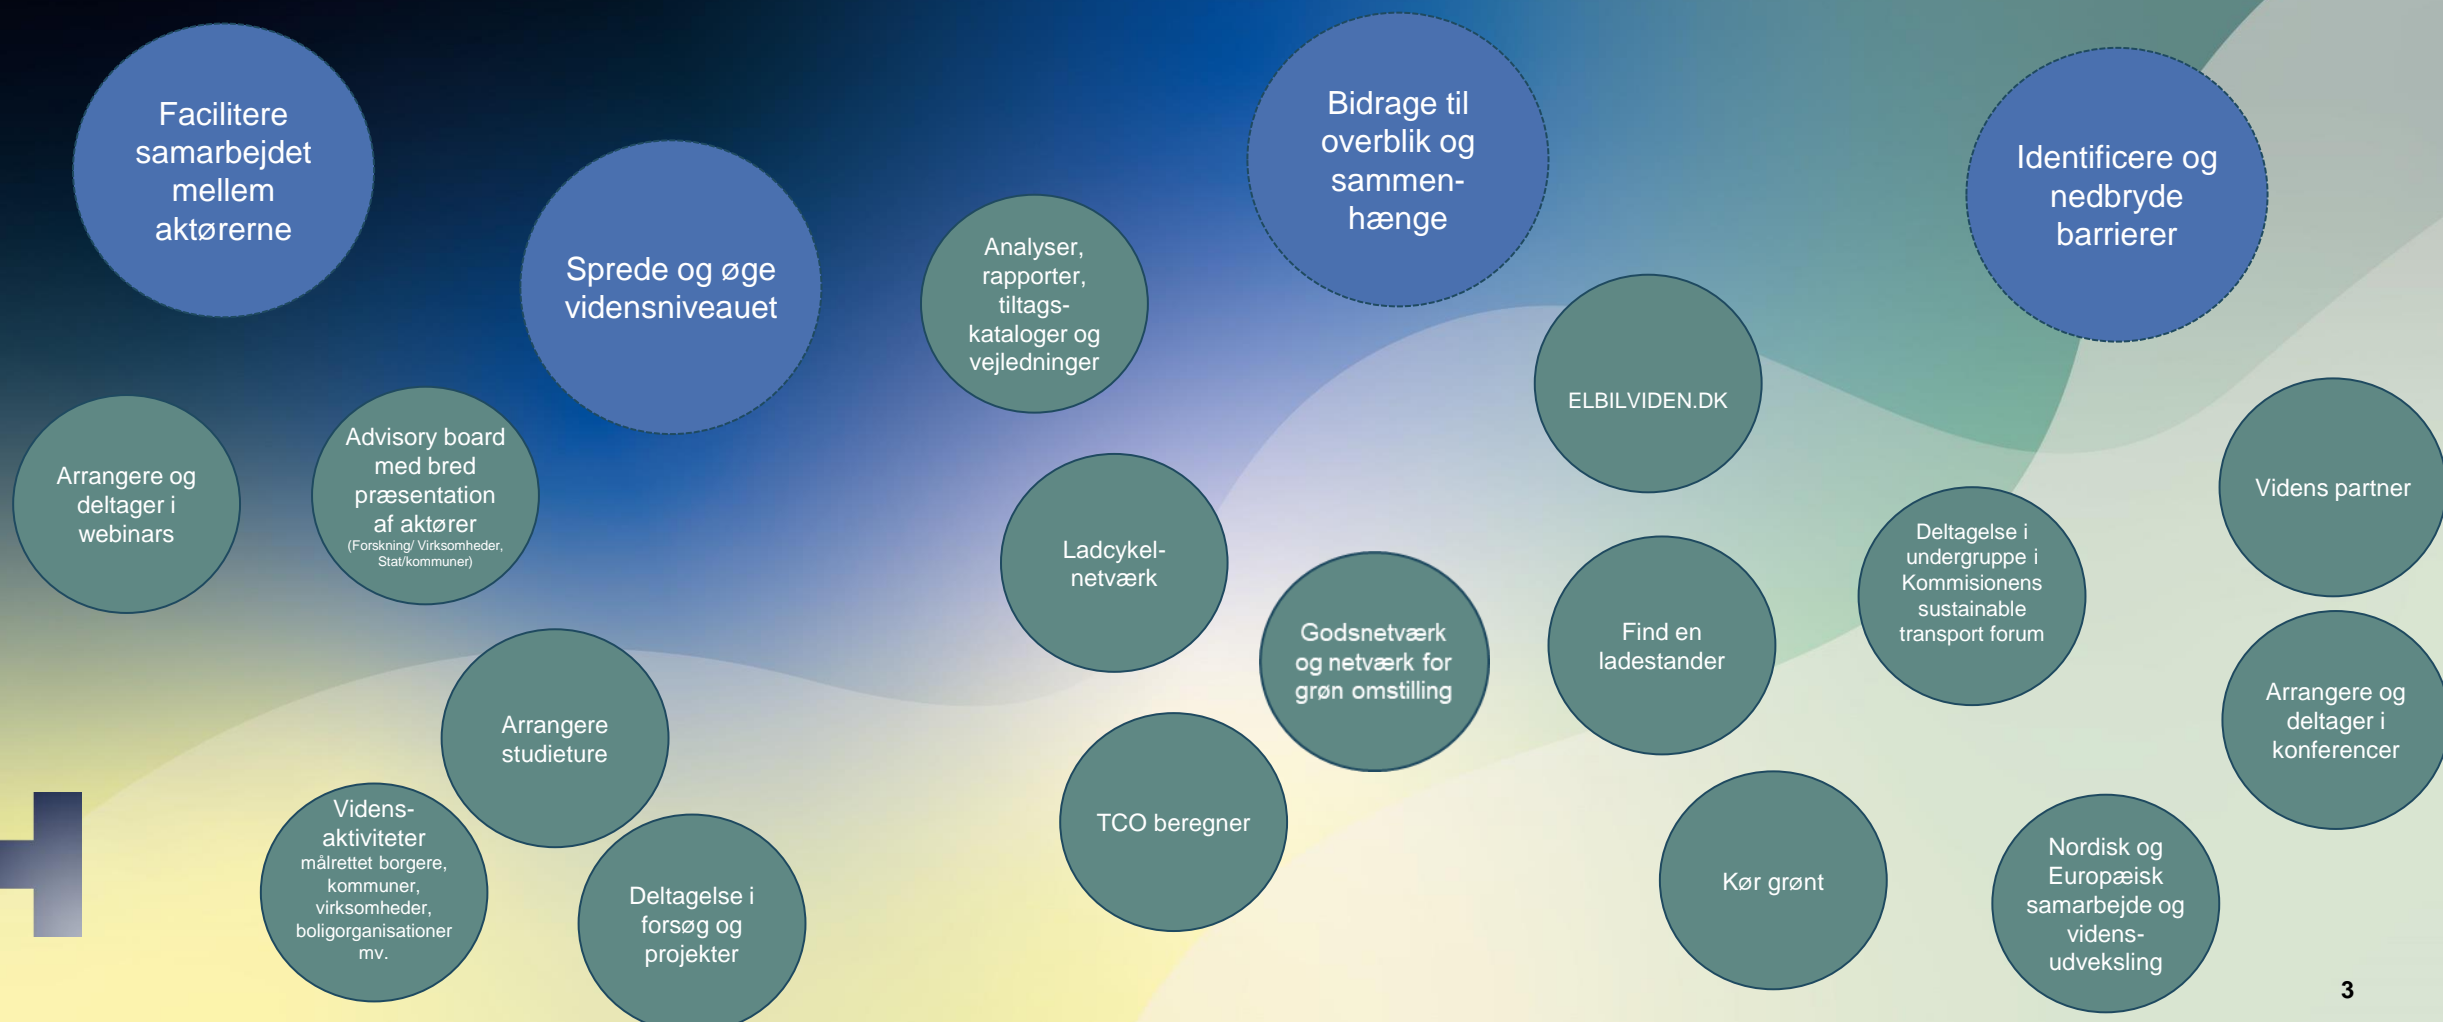 Facilitere
samarbejdet
mellem
aktørerne
Sprede og øge
vidensniveauet
Bidrage til
overblik og
sammen-
hænge
Identificere og
nedbryde
barrierer
Analyser,
rapporter,
tiltags-
kataloger og
vejledninger
ELBILVIDEN.DK
Arrangere og
deltager i
webinars
Advisory board
med bred
præsentation
af aktører
(Forskning/ Virksomheder,
Stat/kommuner)
Ladcykel-
netværk
Godsnetværk
og netværk for
grøn omstilling
Find en
ladestander
Deltagelse i
undergruppe i
Kommisionens
sustainable
transport forum
Videns partner
Arrangere
studieture
Arrangere og
deltager i
konferencer
Videns-
aktiviteter
målrettet borgere,
kommuner,
virksomheder,
boligorganisationer
mv.
Deltagelse i
forsøg og
projekter
TCO beregner
Kør grønt
Nordisk og
Europæisk
samarbejde og
videns-
udveksling
3